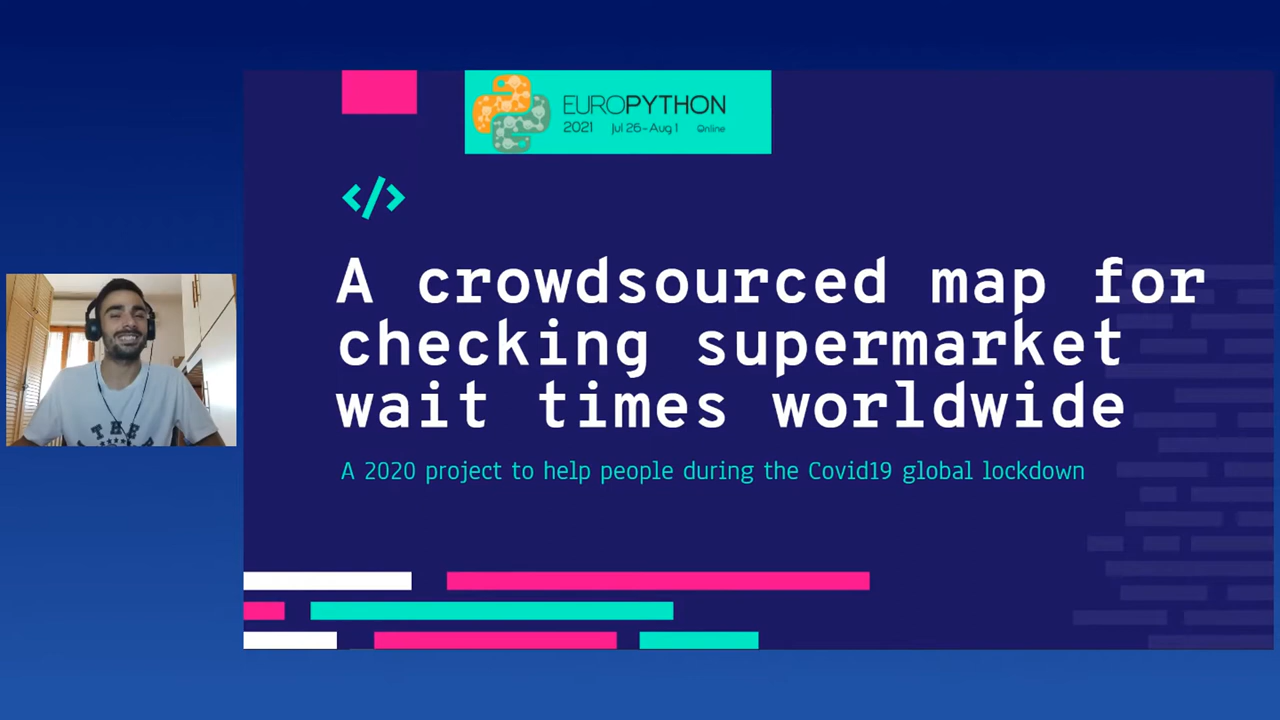 EUROPYTHON
2021 Jul 26-Aug 1 Online
</>
A crowdsourced map for
checking supermarket
wait times worldwide
A 2020 project to help people during the Covid19 global lockdown
THE